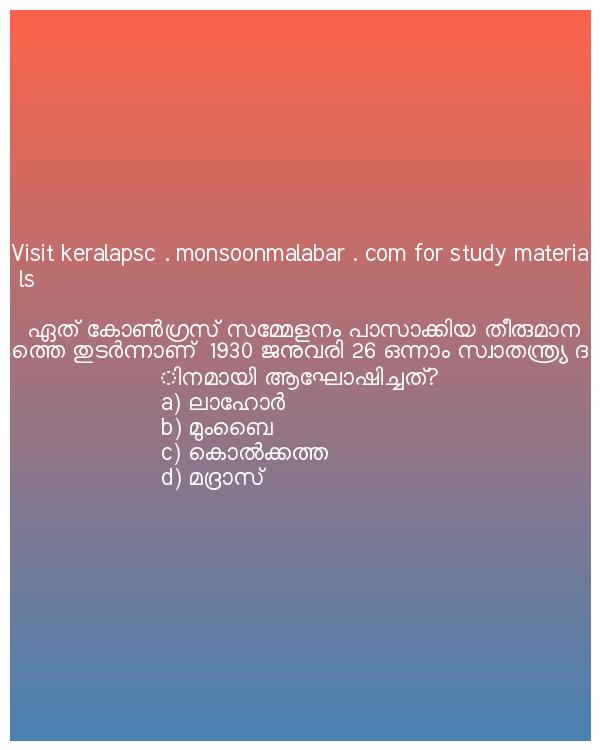 Visit keralapsc . monsoonmalabar . com for study materia
ls
ഏത് കോൺഗ്രസ് സമ്മേളനം പാസാക്കിയ തീരുമാന
ത്തെ തുടർന്നാണ് 1930 ജനുവരി 26 ഒന്നാം സ്വാതന്ത്ര്യ ദ
ിനമായി ആഘോഷിച്ചത്?
a) ലാഹോർ
b) മുംബൈ
c) കൊൽക്കത്ത
d) മദ്രാസ്